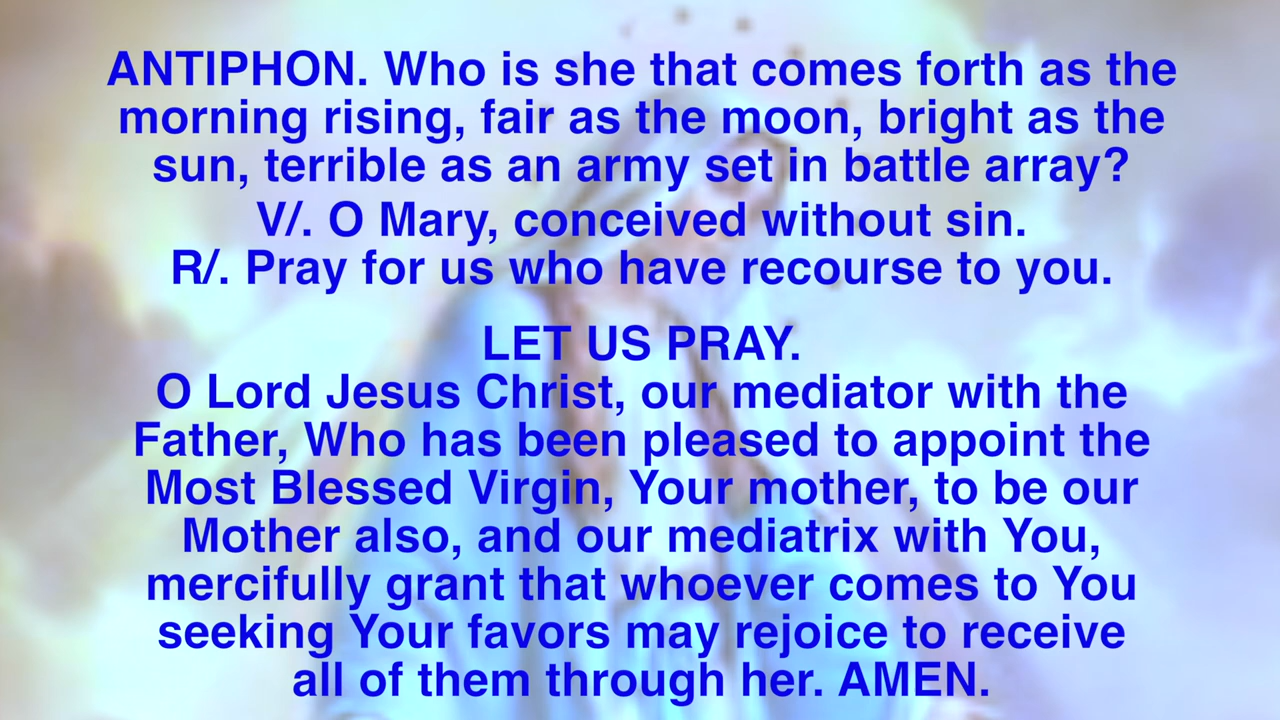 ANTIPHON. Who is she that comes forth as the
morning rising, fair as the moon, bright as the
sun, terrible as an army set in battle array?
V/. O Mary, conceived without sin.
R/. Pray for us who have recourse to you.
LET US PRAY.
O Lord Jesus Christ, our mediator with the
Father, Who has been pleased to appoint the
Most Blessed Virgin, Your mother, to be our
Mother also, and our mediatrix with You,
mercifully grant that whoever comes to You
seeking Your favors may rejoice to receive
all of them through her. AMEN.